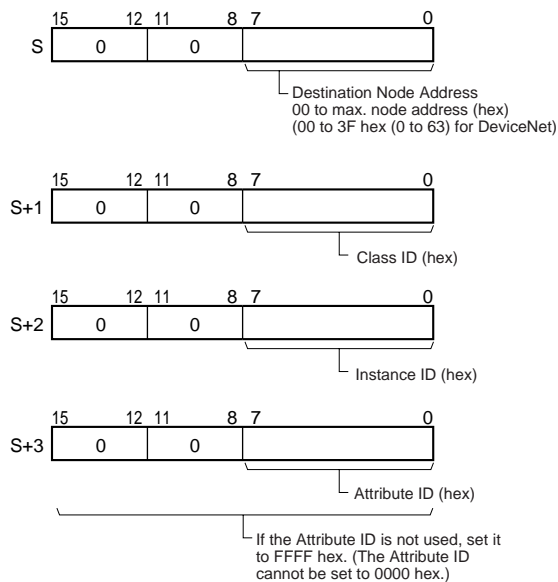 15 12 11 8 7 0
S 0 0
Destination Node Address
00 to max. node address (hex)
(00 to 3F hex (0 to 63) for DeviceNet)
15 12 11 8 7 0
S+1 0 0
Class ID (hex)
15 12 11 8 7 0
S+2 0 0
Instance ID (hex)
15 12 11 8 7 0
S+3 0 0
Attribute ID (hex)
If the Attribute ID is not used, set it
to FFFF hex. (The Attribute ID
cannot be set to 0000 hex.)